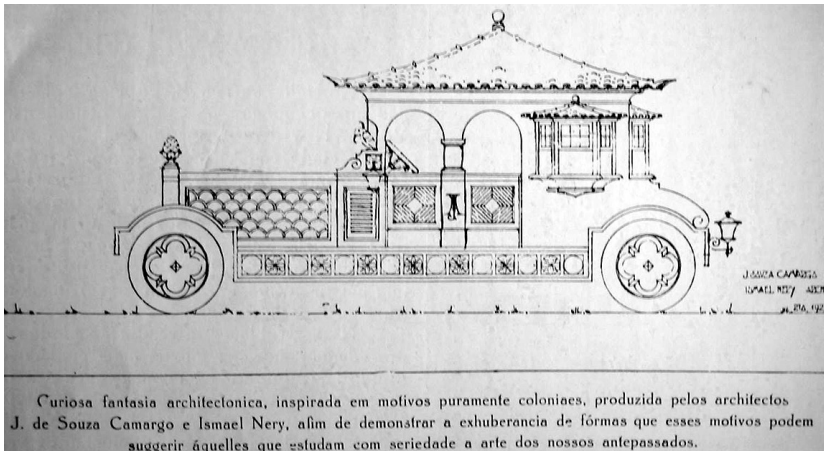 J. SOUZA CAMARGO
ISMAEL NERY
Curiosa fantasia architectonica, inspirada em motivos puramente coloniaes, produzida pelos architectos
J. de Souza Camargo e Ismael Nery, afim de demonstrar a exhuberancia de fórmas que esses motivos podem
suggerir áquelles que estudam com seriedade a arte dos nossos antepassados.